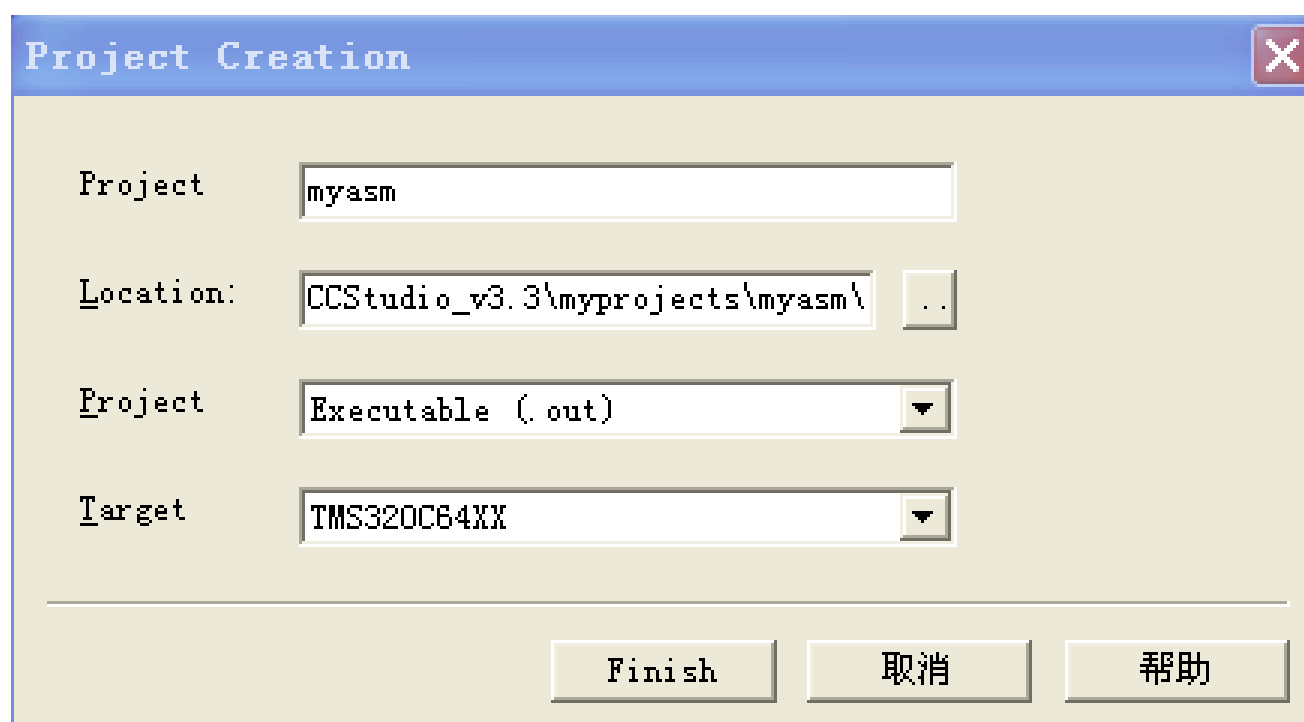 Project Creation
Project
myasm
Location:
CCStudio_v3.3\myprojects\myasm\
..
Project
Executable (.out)
Target
TMS320C64XX
Finish
取消
帮助